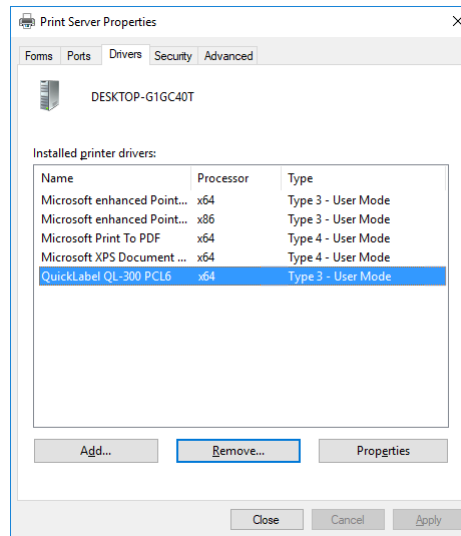 Print Server Properties
Forms Ports Drivers Security Advanced
DESKTOP-G1GC40T
Installed printer drivers:
Name Processor Type
Microsoft enhanced Point... x64 Type 3 - User Mode
Microsoft enhanced Point... x86 Type 3 - User Mode
Microsoft Print To PDF x64 Type 4 - User Mode
Microsoft XPS Document ... x64 Type 4 - User Mode
QuickLabel QL-300 PCL6 x64 Type 3 - User Mode
Add... Remove... Properties
Close Cancel Apply